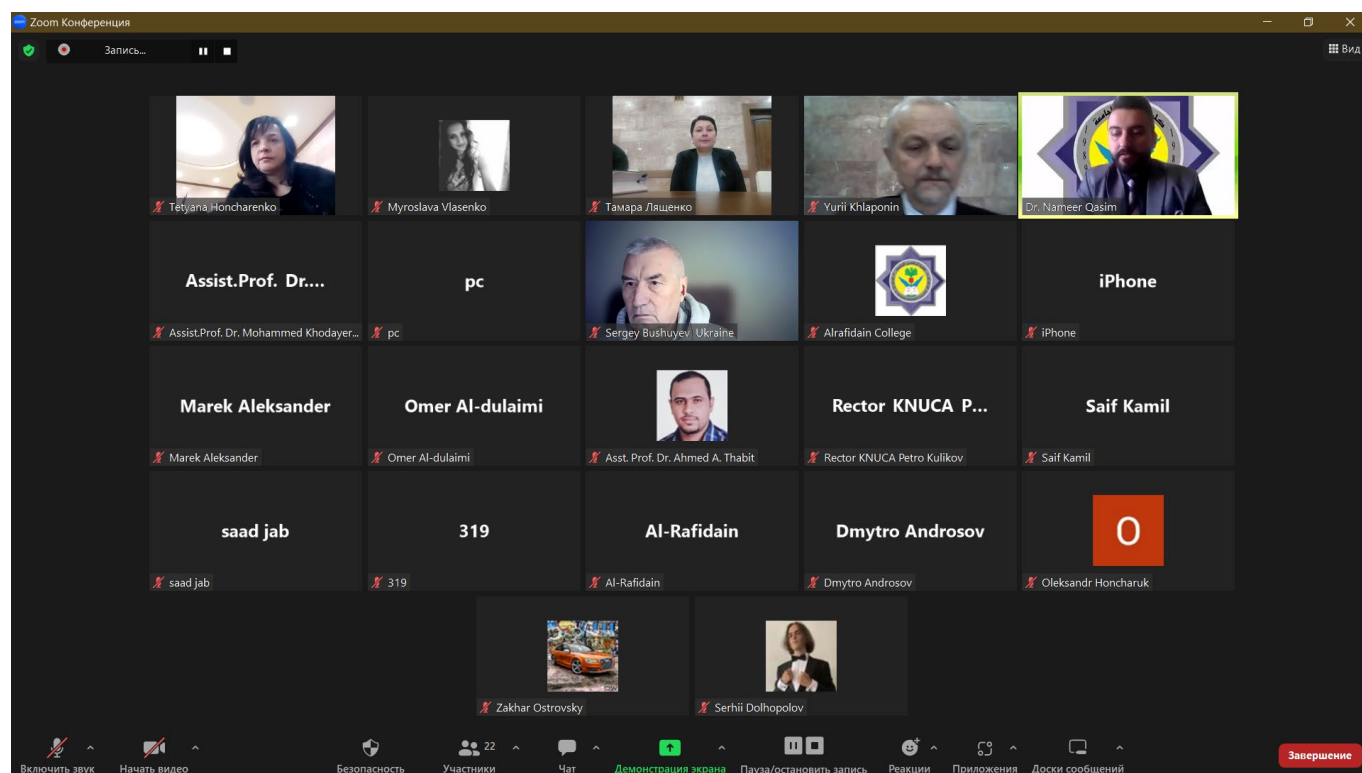 Zoom Конференция
Запись...
Вид
Tetyana Honcharenko
Myroslava Vlasenko
Тамара Лященко
Yurii Khlaponin
Dr. Nameer Qasim
Assist.Prof. Dr....
Assist.Prof. Dr. Mohammed Khodayer...
pc
pc
Sergey Bushuyev Ukraine
Alrafidain College
iPhone
iPhone
Marek Aleksander
Marek Aleksander
Omer Al-dulaimi
Omer Al-dulaimi
Asst. Prof. Dr. Ahmed A. Thabit
Rector KNUCA P...
Rector KNUCA Petro Kulikov
Saif Kamil
Saif Kamil
saad jab
saad jab
319
319
Al-Rafidain
Al-Rafidain
Dmytro Androsov
Dmytro Androsov
O
Oleksandr Honcharuk
Zakhar Ostrovsky
Serhii Dolhopolov
22
Включить звук
Начать видео
Безопасность
Участники
Чат
Демонстрация экрана
Пауза/остановить запись
Реакции
Приложения
Доски сообщений
Завершение